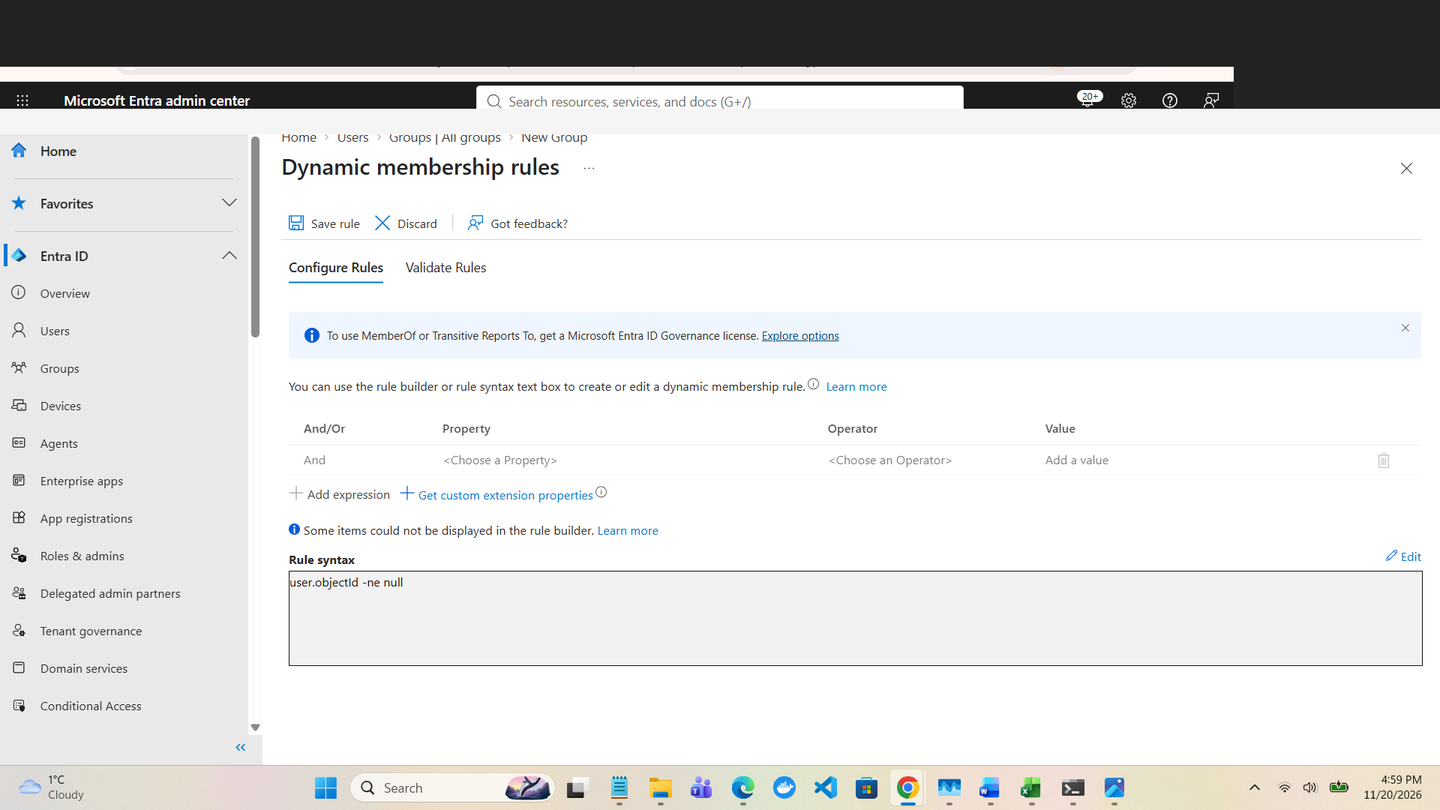 Microsoft Entra admin center
Search resources, services, and docs (G+/)
20+
Home
Favorites
Entra ID
Overview
Users
Groups
Devices
Agents
Enterprise apps
App registrations
Roles & admins
Delegated admin partners
Tenant governance
Domain services
Conditional Access
Home > Users > Groups | All groups > New Group
Dynamic membership rules
Save rule Discard Got feedback?
Configure Rules Validate Rules
To use MemberOf or Transitive Reports To, get a Microsoft Entra ID Governance license. Explore options
You can use the rule builder or rule syntax text box to create or edit a dynamic membership rule. Learn more
And/Or Property Operator Value
And <Choose a Property> <Choose an Operator> Add a value
Add expression Get custom extension properties
Some items could not be displayed in the rule builder. Learn more
Rule syntax Edit
user.objectId -ne null
1°C
Cloudy
Search
4:59 PM
11/20/2026